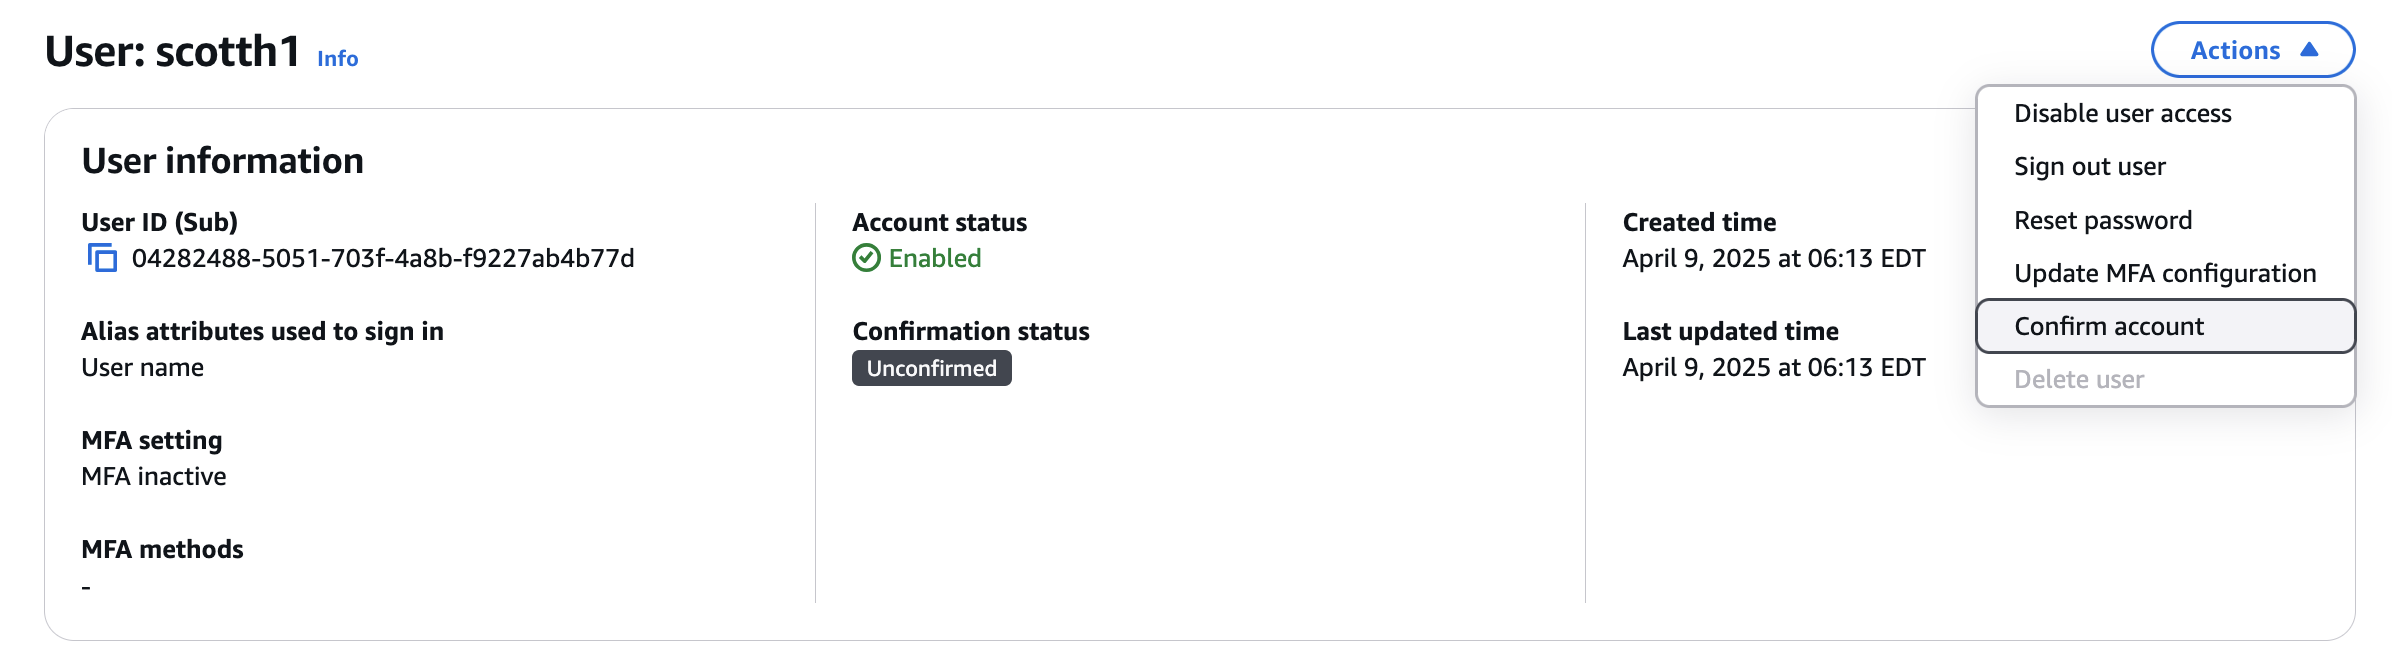 User: scotth1 Info
Actions
Disable user access
Sign out user
Reset password
Update MFA configuration
Confirm account
Delete user
User information
User ID (Sub)
04282488-5051-703f-4a8b-f9227ab4b77d
Alias attributes used to sign in
User name
MFA setting
MFA inactive
MFA methods
-
Account status
Enabled
Confirmation status
Unconfirmed
Created time
April 9, 2025 at 06:13 EDT
Last updated time
April 9, 2025 at 06:13 EDT